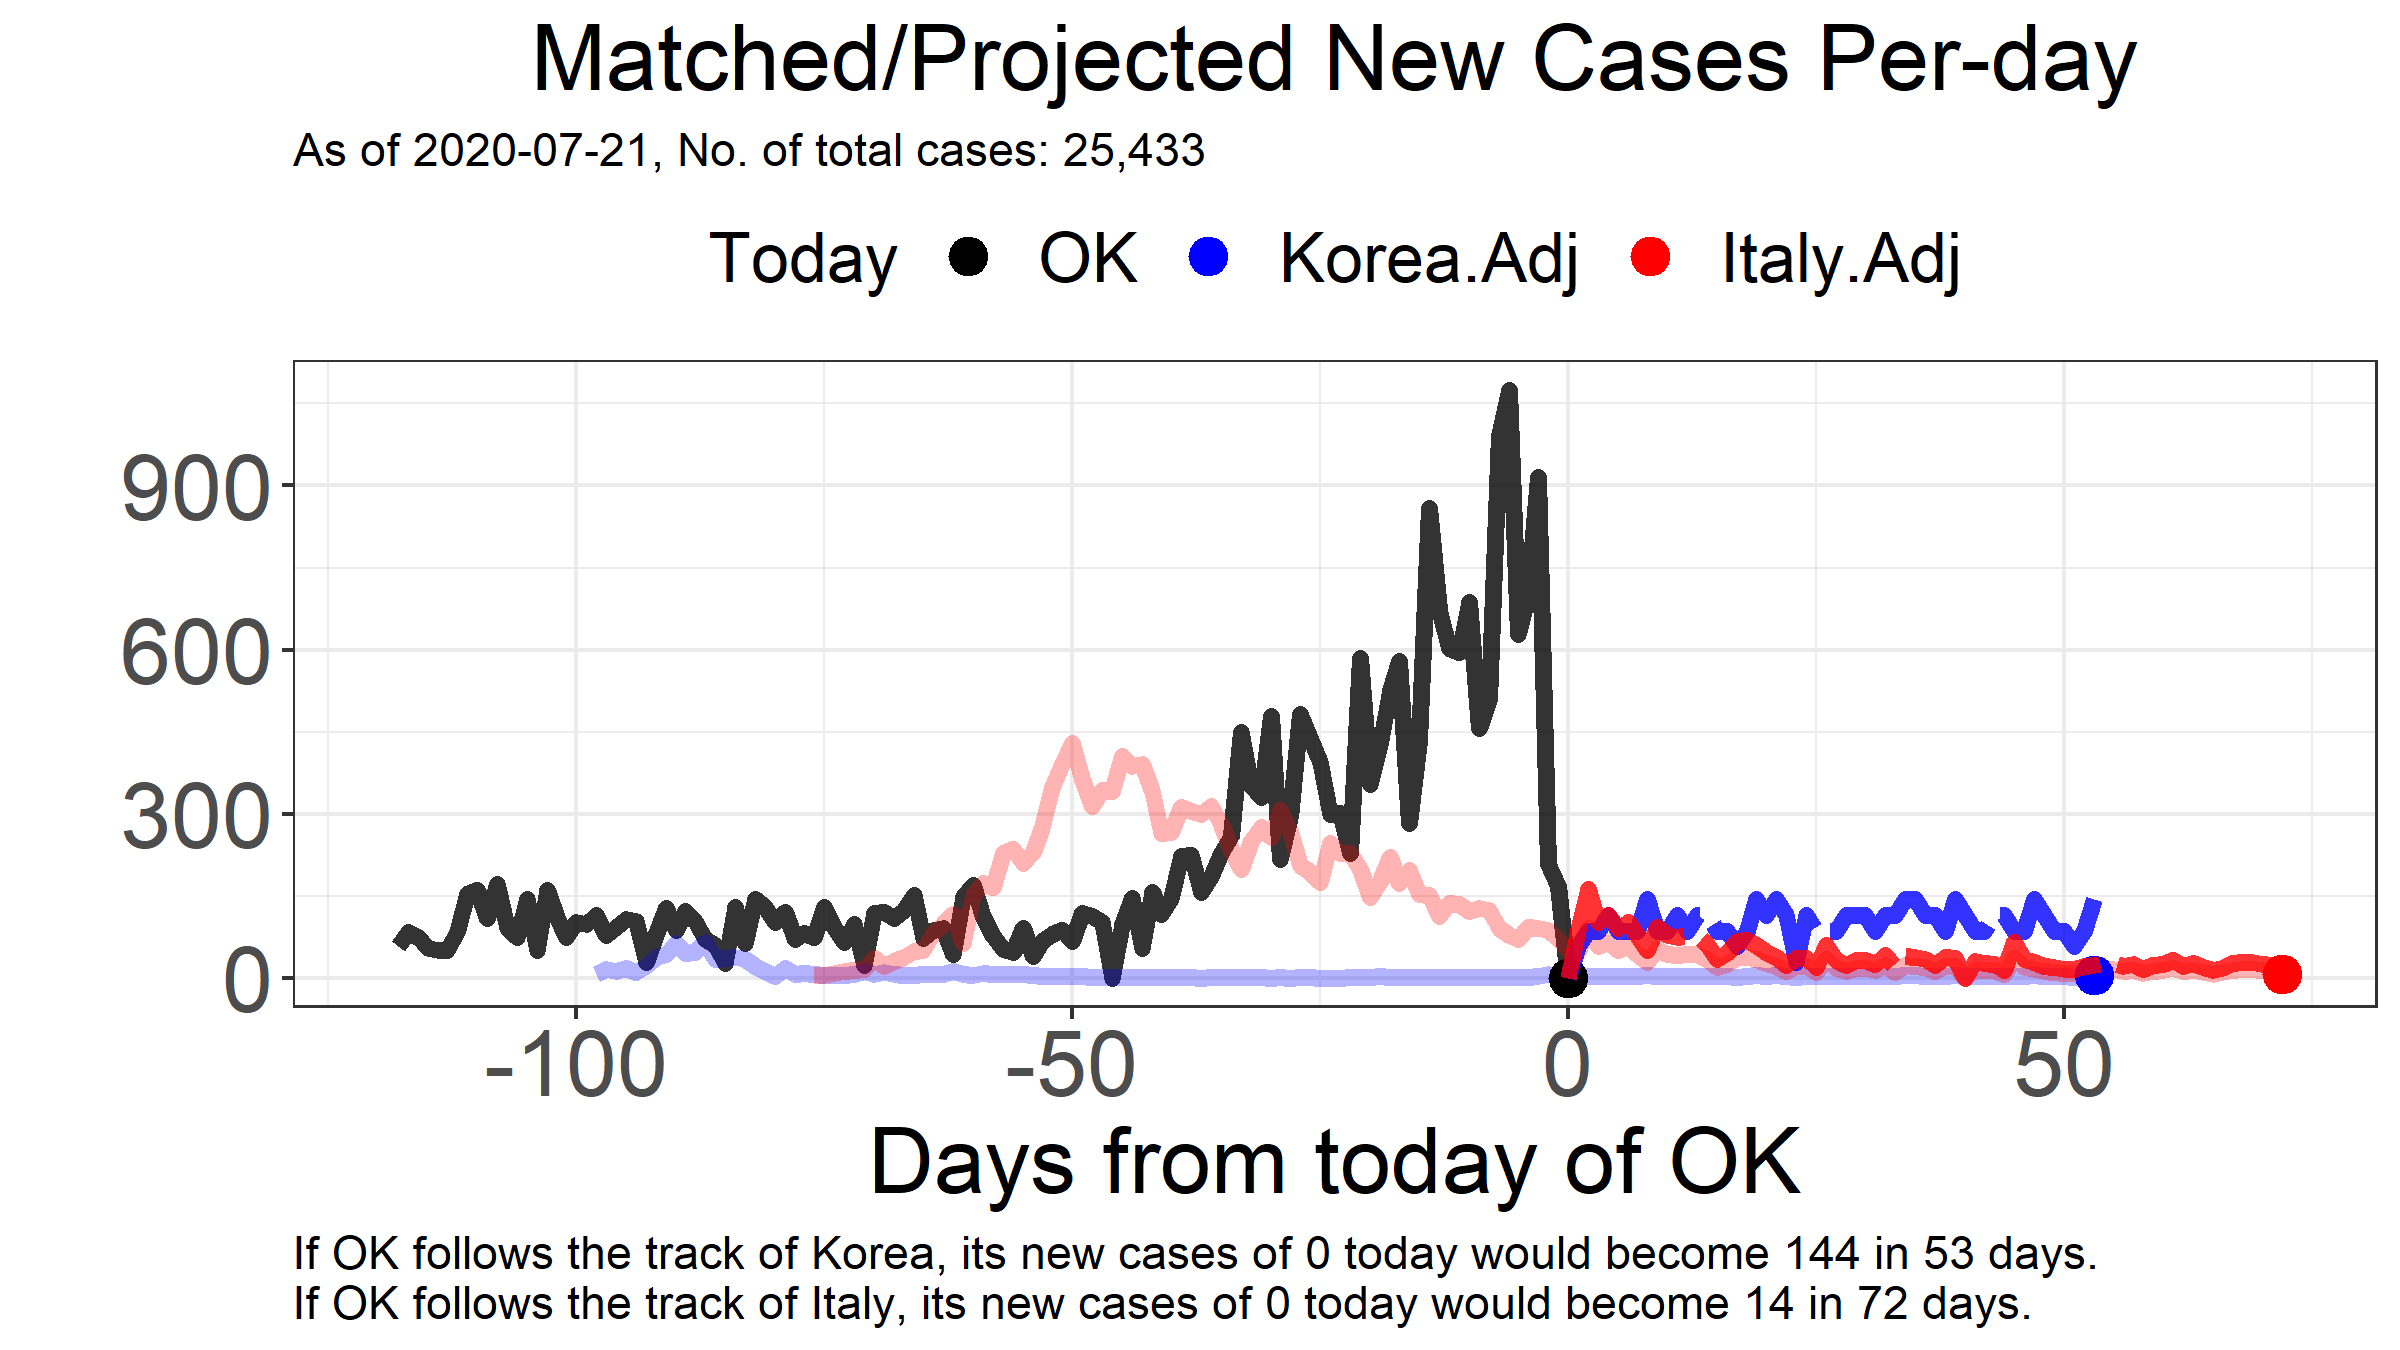 Matched/Projected New Cases Per-day
As of 2020-07-21, No. of total cases: 25,433
Today OK Korea.Adj Italy.Adj
900
600
300
0
-100 -50 0 50
Days from today of OK
If OK follows the track of Korea, its new cases of 0 today would become 144 in 53 days.
If OK follows the track of Italy, its new cases of 0 today would become 14 in 72 days.